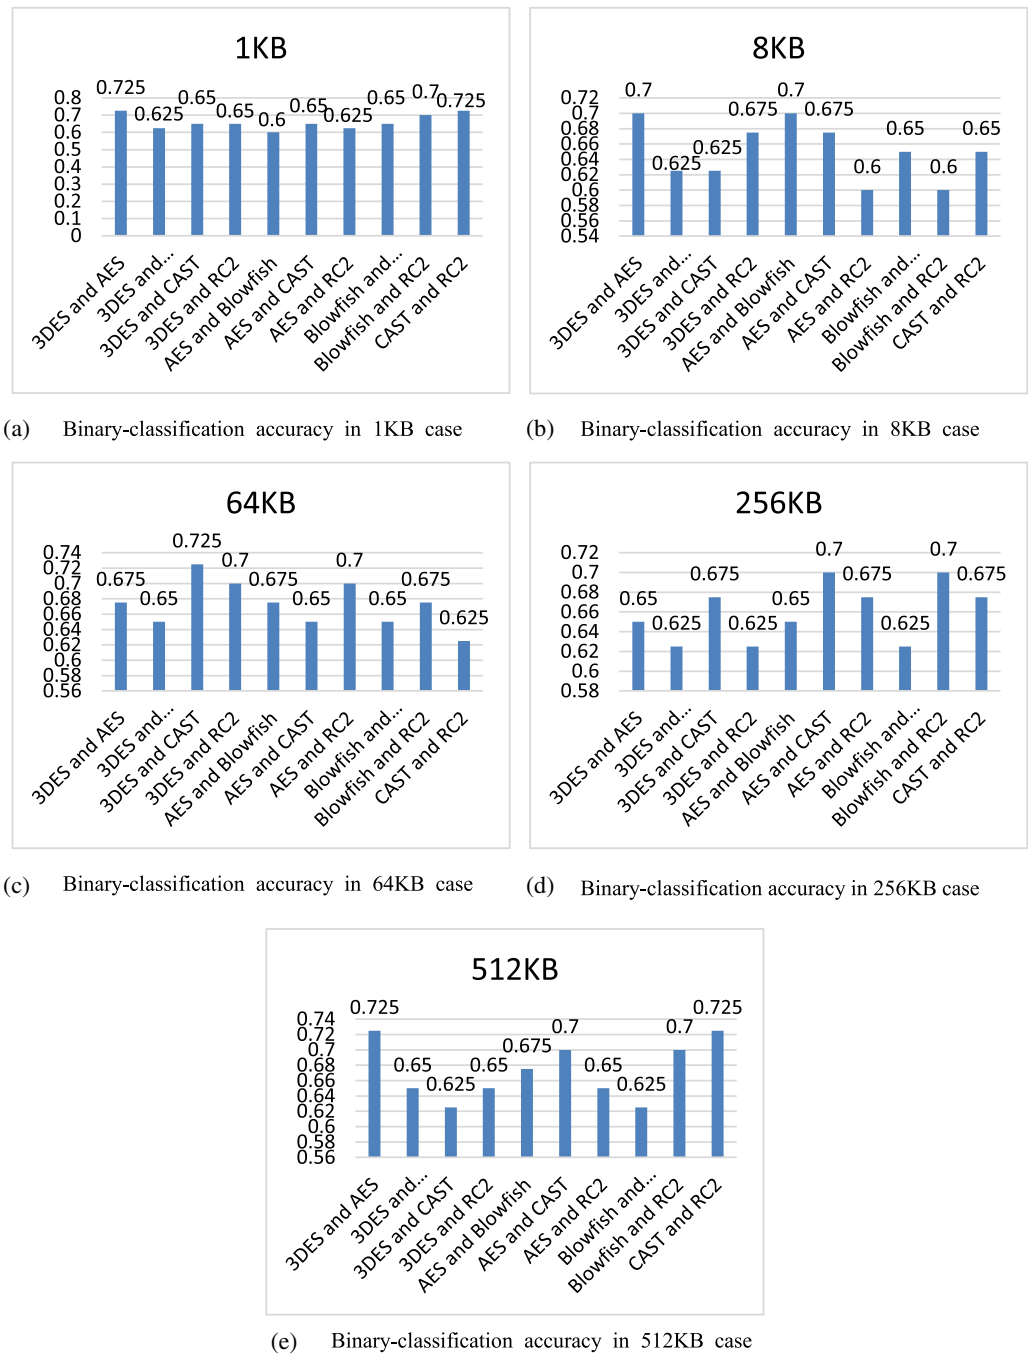 1KB
0.725
0.625
0.65
0.65
0.6
0.65
0.625
0.65
0.7
0.725
0.8
0.7
0.6
0.5
0.4
0.3
0.2
0.1
0
3DES and AES
3DES and...
3DES and CAST
3DES and RC2
AES and Blowfish
AES and CAST
AES and RC2
Blowfish and...
Blowfish and RC2
CAST and RC2
(a) Binary-classification accuracy in 1KB case
8KB
0.7
0.625
0.625
0.675
0.7
0.675
0.6
0.65
0.6
0.65
0.72
0.7
0.68
0.66
0.64
0.62
0.6
0.58
0.56
0.54
3DES and AES
3DES and...
3DES and CAST
3DES and RC2
AES and Blowfish
AES and CAST
AES and RC2
Blowfish and...
Blowfish and RC2
CAST and RC2
(b) Binary-classification accuracy in 8KB case
64KB
0.675
0.65
0.725
0.7
0.675
0.65
0.7
0.65
0.675
0.625
0.74
0.72
0.7
0.68
0.66
0.64
0.62
0.6
0.58
0.56
3DES and AES
3DES and...
3DES and CAST
3DES and RC2
AES and Blowfish
AES and CAST
AES and RC2
Blowfish and...
Blowfish and RC2
CAST and RC2
(c) Binary-classification accuracy in 64KB case
256KB
0.65
0.625
0.675
0.625
0.65
0.7
0.675
0.625
0.7
0.675
0.72
0.7
0.68
0.66
0.64
0.62
0.6
0.58
3DES and AES
3DES and...
3DES and CAST
3DES and RC2
AES and Blowfish
AES and CAST
AES and RC2
Blowfish and...
Blowfish and RC2
CAST and RC2
(d) Binary-classification accuracy in 256KB case
512KB
0.725
0.65
0.625
0.65
0.675
0.7
0.65
0.625
0.7
0.725
0.74
0.72
0.7
0.68
0.66
0.64
0.62
0.6
0.58
0.56
3DES and AES
3DES and...
3DES and CAST
3DES and RC2
AES and Blowfish
AES and CAST
AES and RC2
Blowfish and...
Blowfish and RC2
CAST and RC2
(e) Binary-classification accuracy in 512KB case